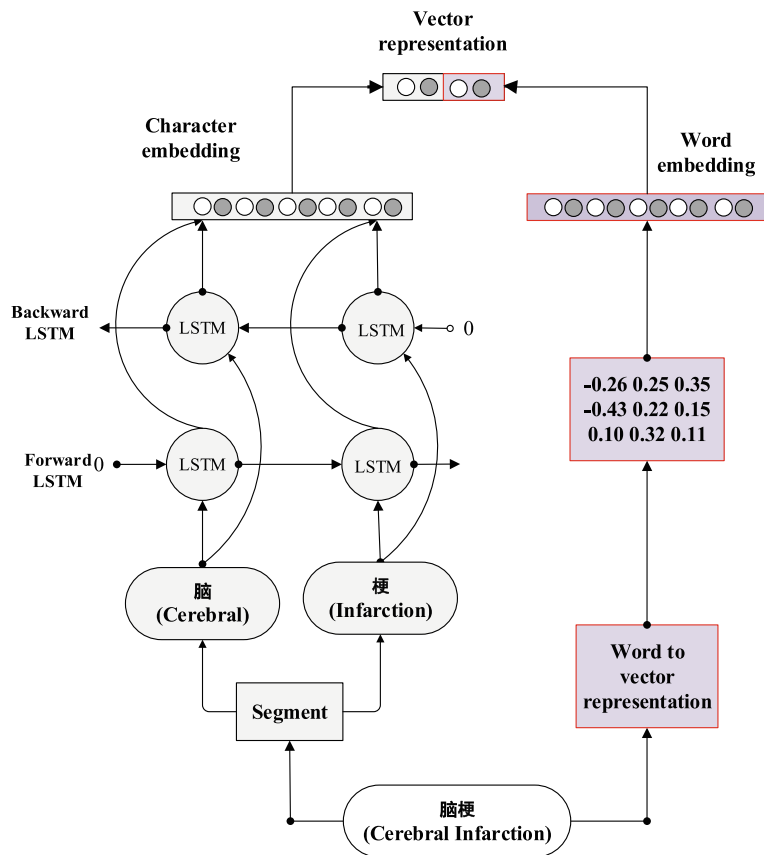 Vector
representation
Character
embedding
Word
embedding
Backward
LSTM
LSTM
LSTM
0
-0.26 0.25 0.35
-0.43 0.22 0.15
0.10 0.32 0.11
Forward
LSTM
0
LSTM
LSTM
脑
(Cerebral)
梗
(Infarction)
Word to
vector
representation
Segment
脑梗
(Cerebral Infarction)